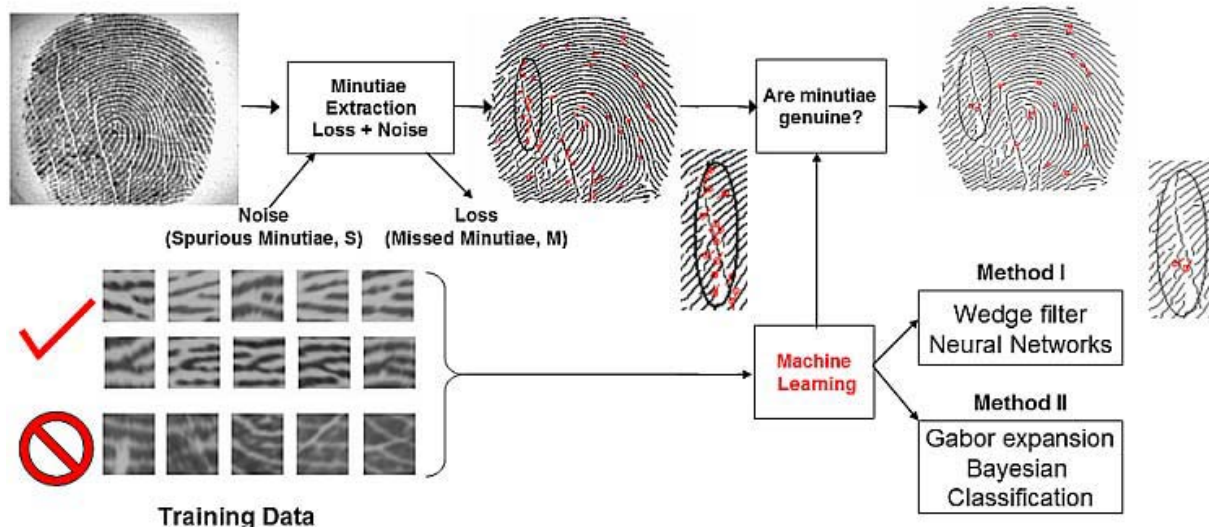 Minutiae
Extraction
Loss + Noise
Are minutiae
genuine?
Noise
(Spurious Minutiae, S)
Loss
(Missed Minutiae, M)
Method I
Wedge filter
Neural Networks
Machine
Learning
Method II
Gabor expansion
Bayesian
Classification
Training Data